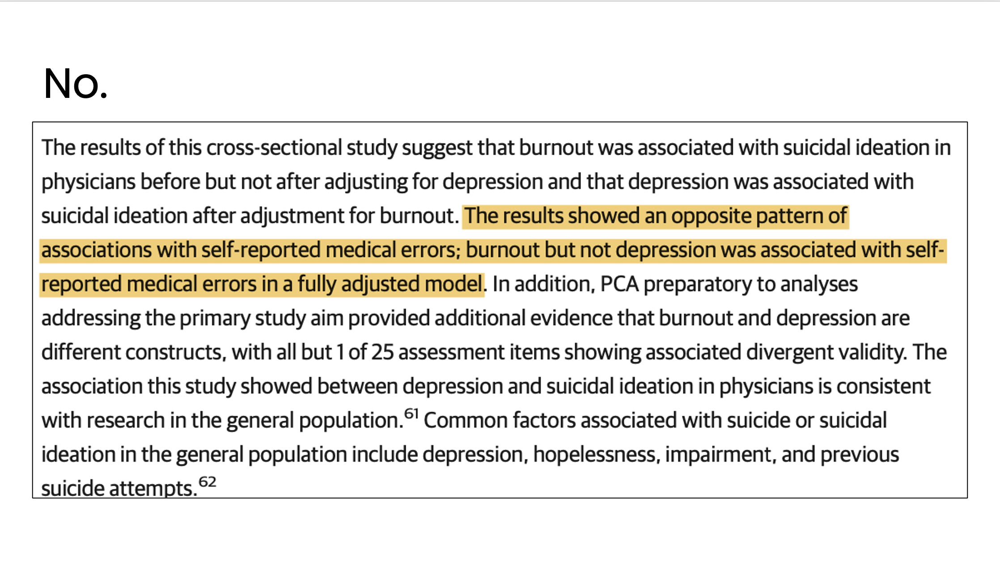 No.
The results of this cross-sectional study suggest that burnout was associated with suicidal ideation in
physicians before but not after adjusting for depression and that depression was associated with
suicidal ideation after adjustment for burnout. The results showed an opposite pattern of
associations with self-reported medical errors; burnout but not depression was associated with self-
reported medical errors in a fully adjusted model. In addition, PCA preparatory to analyses
addressing the primary study aim provided additional evidence that burnout and depression are
different constructs, with all but 1 of 25 assessment items showing associated divergent validity. The
association this study showed between depression and suicidal ideation in physicians is consistent
with research in the general population.61 Common factors associated with suicide or suicidal
ideation in the general population include depression, hopelessness, impairment, and previous
suicide attempts.62